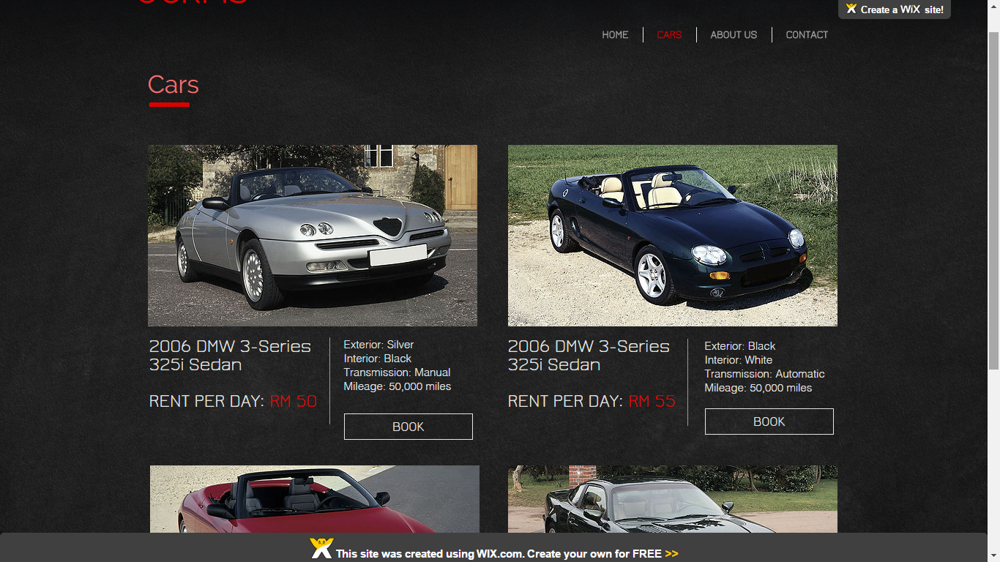 Create a WiX site!
HOME
CARS
ABOUT US
CONTACT
Cars
2006 DMW 3-Series
325i Sedan
RENT PER DAY: RM 50
Exterior: Silver
Interior: Black
Transmission: Manual
Mileage: 50,000 miles
BOOK
2006 DMW 3-Series
325i Sedan
RENT PER DAY: RM 55
Exterior: Black
Interior: White
Transmission: Automatic
Mileage: 50,000 miles
BOOK
This site was created using WIX.com. Create your own for FREE >>